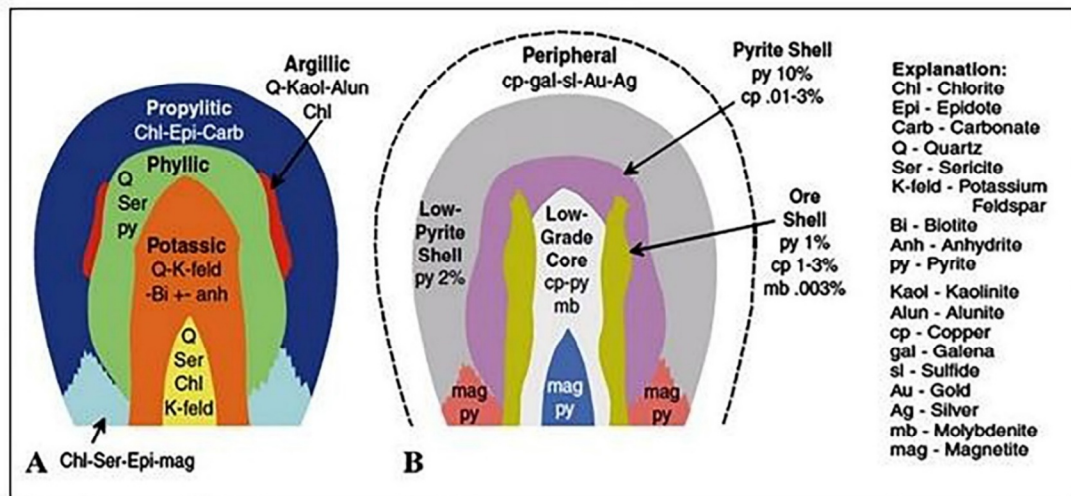 Propylitic
Chl-Epi-Carb
Argillic
Q-Kaol-Alun
Chl
Phyllic
Q
Ser
py
Potassic
Q-K-feld
-Bi +- anh
Q
Ser
Chl
K-feld
A
Chl-Ser-Epi-mag
Peripheral
cp-gal-sl-Au-Ag
Pyrite Shell
py 10%
cp .01-3%
Low-
Pyrite
Shell
py 2%
Low-
Grade
Core
cp-py
mb
Ore
Shell
py 1%
cp 1-3%
mb .003%
mag
py
mag
py
mag
py
B
Explanation:
Chl - Chlorite
Epi - Epidote
Carb - Carbonate
Q - Quartz
Ser - Sericite
K-feld - Potassium
Feldspar
Bi - Biotite
Anh - Anhydrite
py - Pyrite
Kaol - Kaolinite
Alun - Alunite
cp - Copper
gal - Galena
sl - Sulfide
Au - Gold
Ag - Silver
mb - Molybdenite
mag - Magnetite